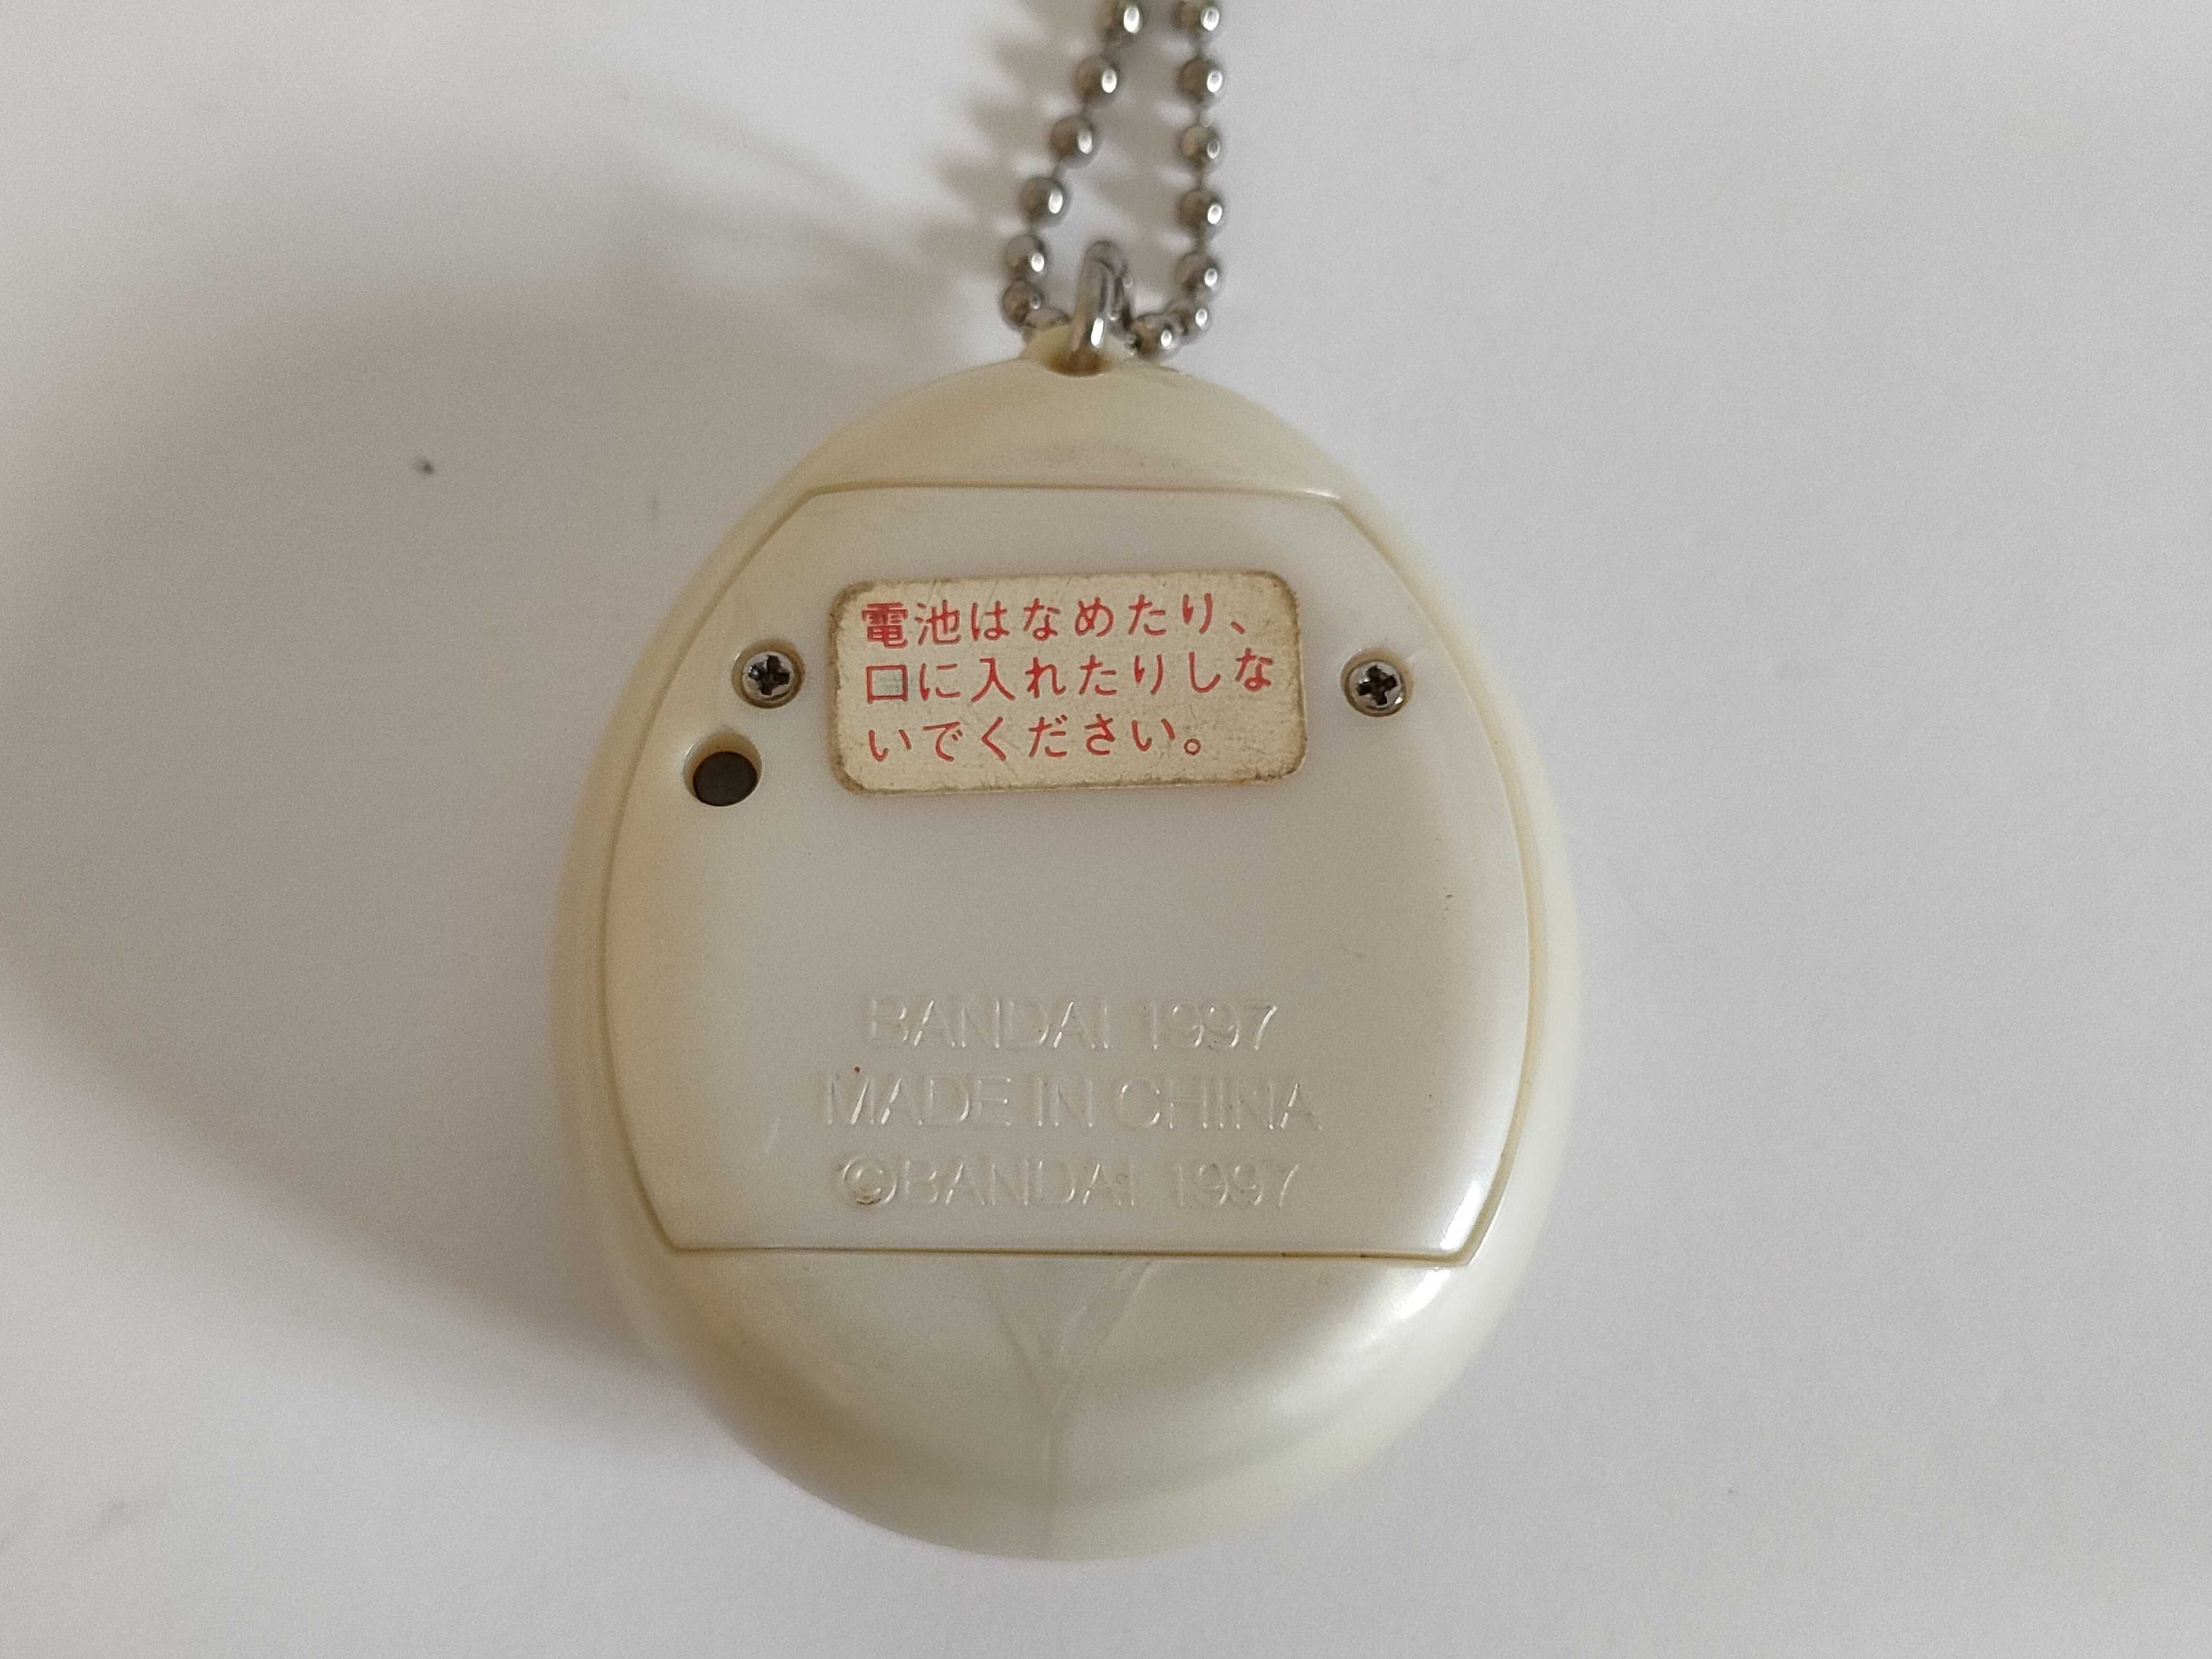 電池はなめたり、
口に入れたりしな
いでください。
BANDAI 1997
MADE IN CHINA
©BANDAI 1997